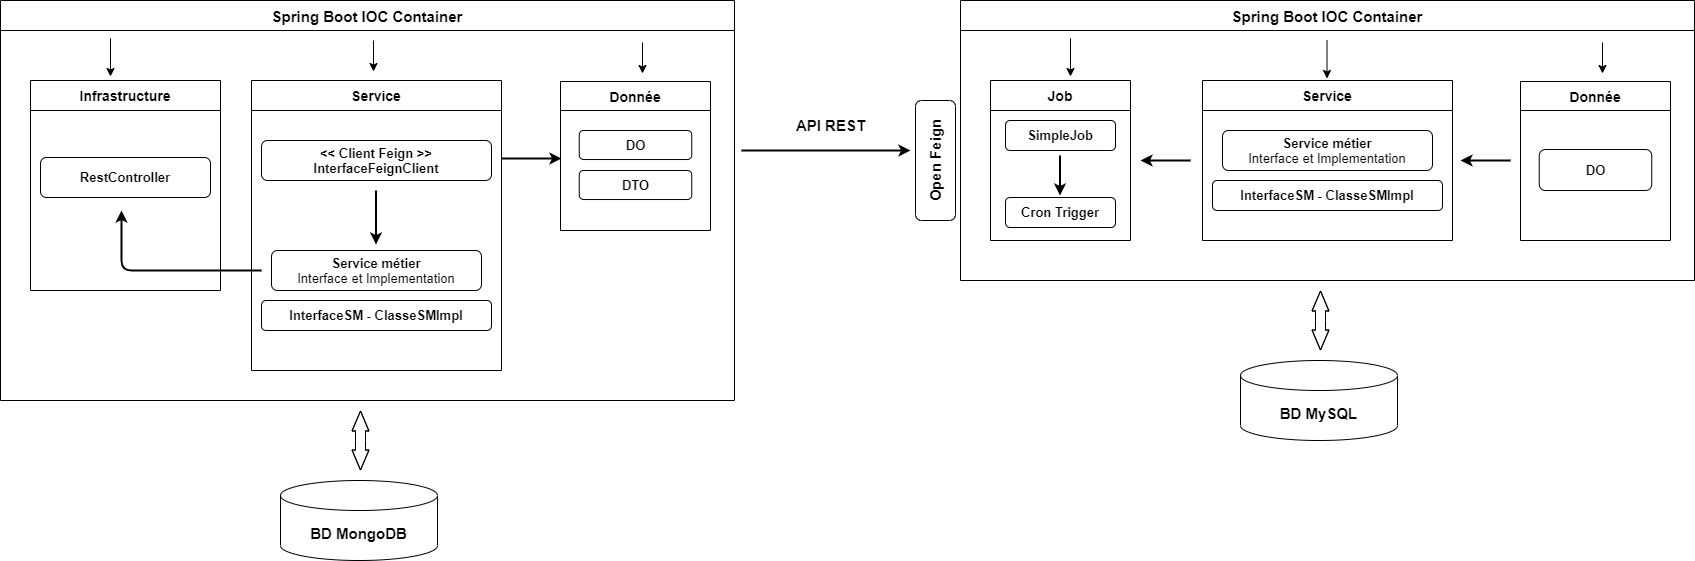 Spring Boot IOC Container
Infrastructure
RestController
Service
<< Client Feign >>
InterfaceFeignClient
Service métier
Interface et Implementation
InterfaceSM - ClasseSMImpl
Donnée
DO
DTO
BD MongoDB
API REST
Open Feign
Spring Boot IOC Container
Job
SimpleJob
Cron Trigger
Service
Service métier
Interface et Implementation
InterfaceSM - ClasseSMImpl
Donnée
DO
BD MySQL